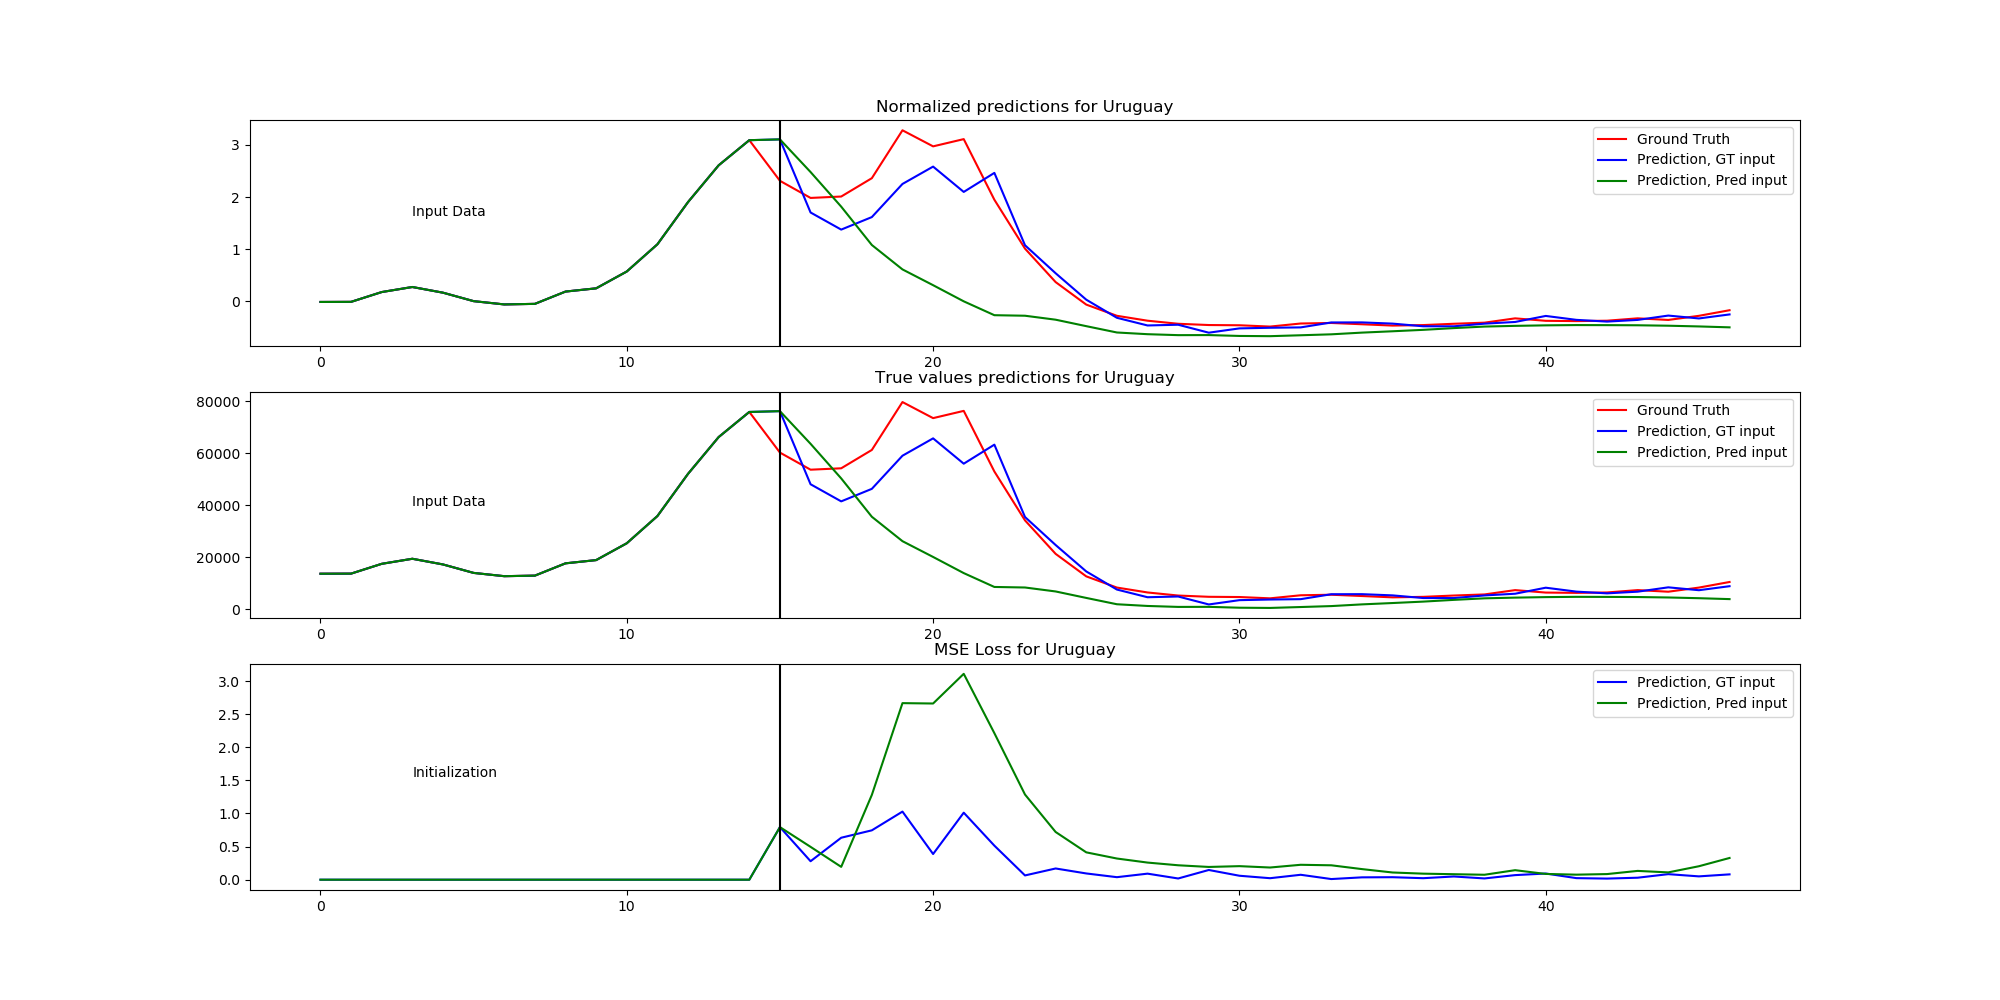 Normalized predictions for Uruguay
3
2
1
0
Input Data
Ground Truth
Prediction, GT input
Prediction, Pred input
0 10 20 30 40
True values predictions for Uruguay
80000
60000
40000
20000
0
Input Data
Ground Truth
Prediction, GT input
Prediction, Pred input
0 10 20 30 40
MSE Loss for Uruguay
3.0
2.5
2.0
1.5
1.0
0.5
0.0
Initialization
Prediction, GT input
Prediction, Pred input
0 10 20 30 40